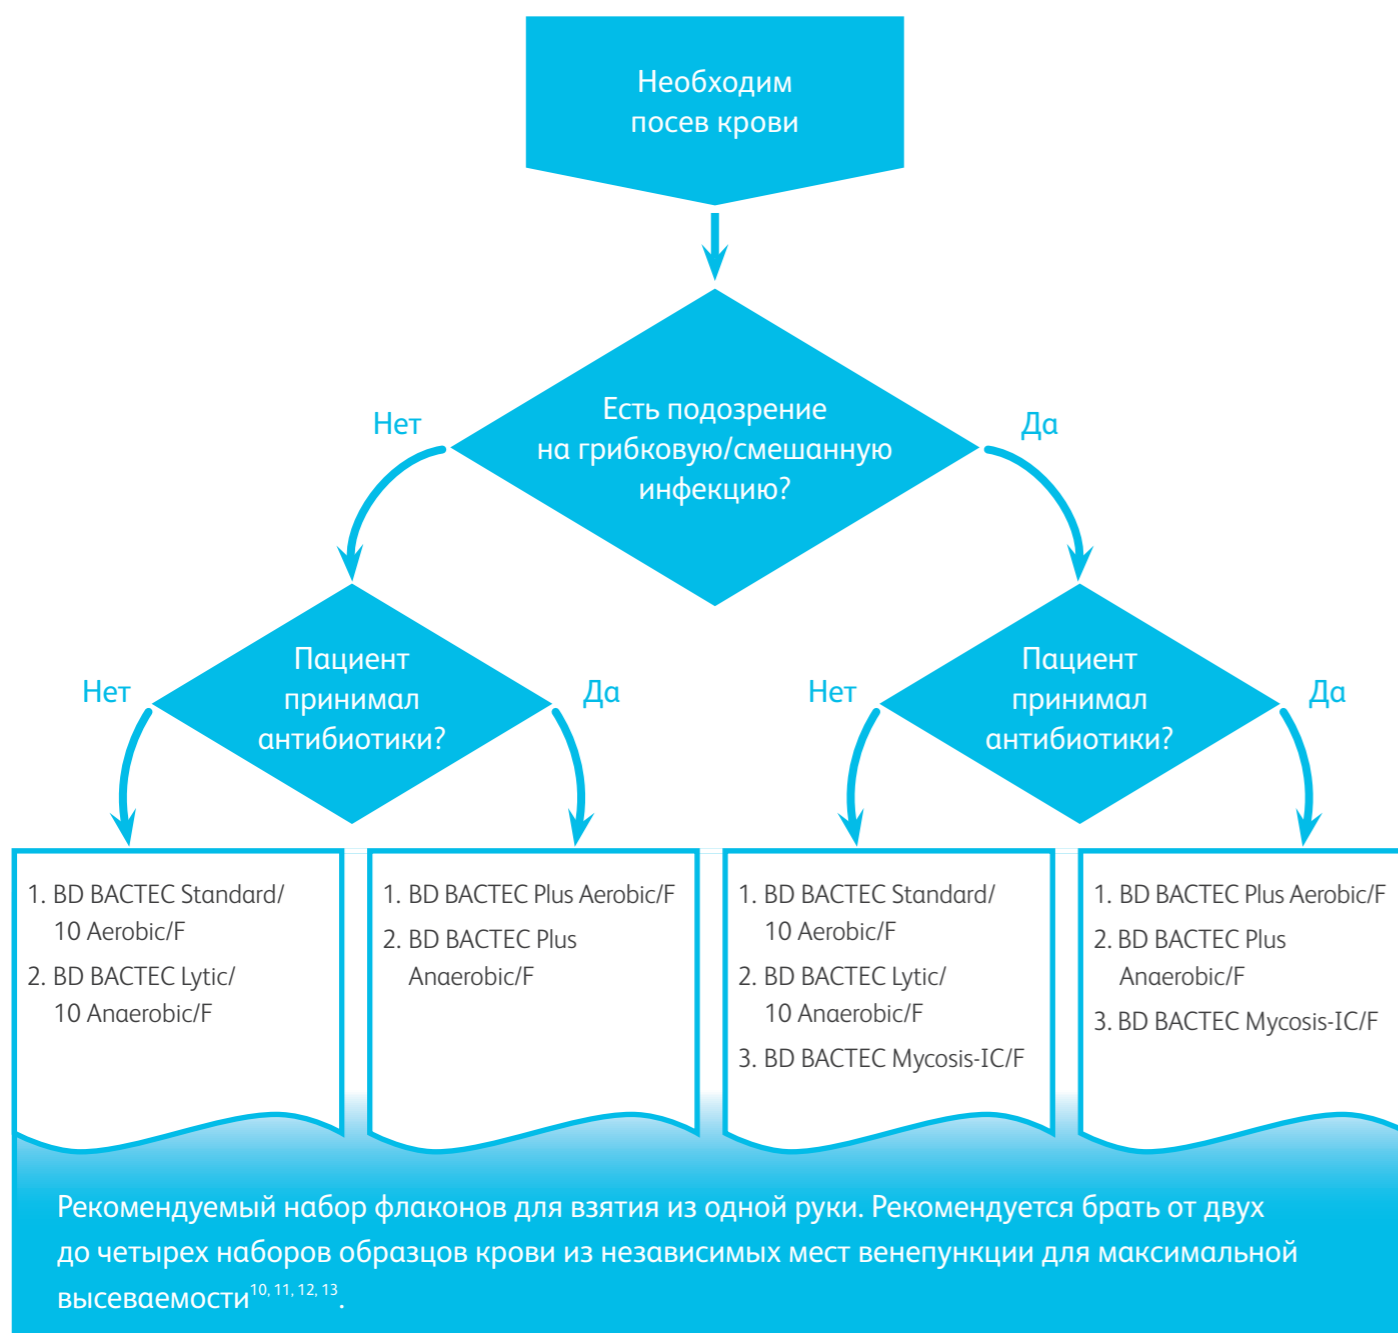 Необходим
посев крови
Есть подозрение
на грибковую/смешанную
инфекцию?
Нет
Да
Пациент
принимал
антибиотики?
Нет
Да
Пациент
принимал
антибиотики?
Нет
Да
1. BD BACTEC Standard/
10 Aerobic/F
2. BD BACTEC Lytic/
10 Anaerobic/F
1. BD BACTEC Plus Aerobic/F
2. BD BACTEC Plus
Anaerobic/F
1. BD BACTEC Standard/
10 Aerobic/F
2. BD BACTEC Lytic/
10 Anaerobic/F
3. BD BACTEC Mycosis-IC/F
1. BD BACTEC Plus Aerobic/F
2. BD BACTEC Plus
Anaerobic/F
3. BD BACTEC Mycosis-IC/F
Рекомендуемый набор флаконов для взятия из одной руки. Рекомендуется брать от двух
до четырех наборов образцов крови из независимых мест венепункции для максимальной
высеваемости10, 11, 12, 13.